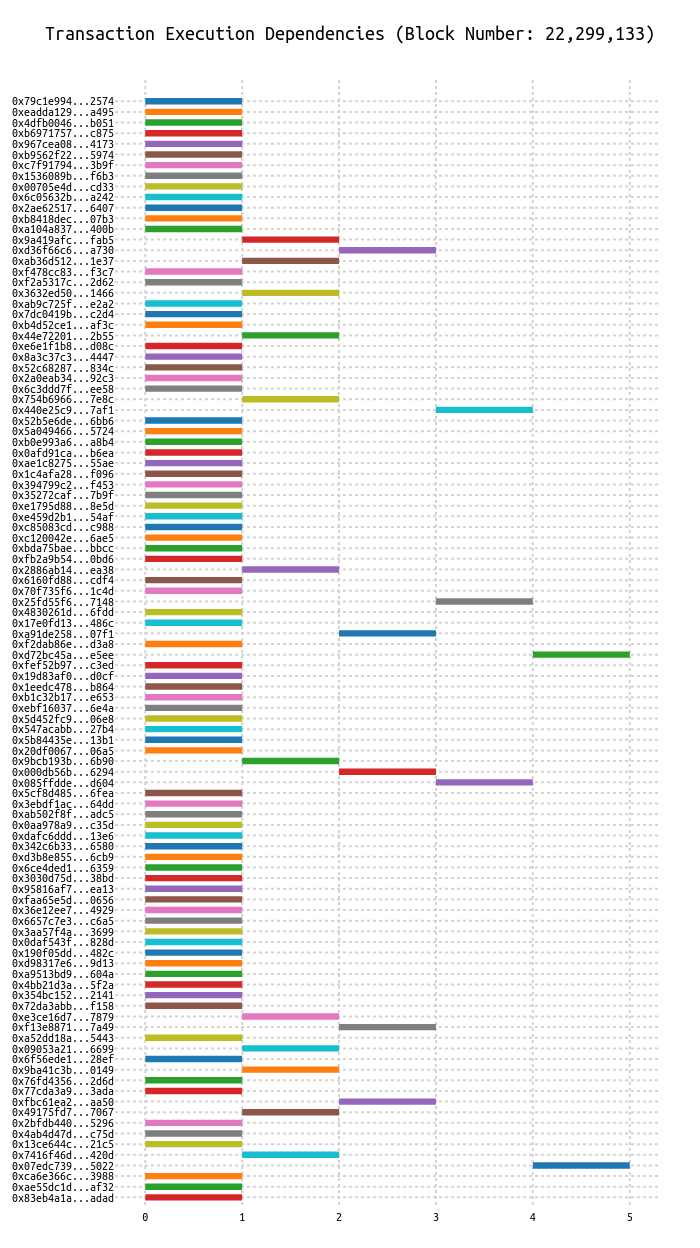 Transaction Execution Dependencies (Block Number: 22,299,133)
0x79c1e994...2574
0xeadda129...a495
0x4dfb0046...b051
0xb6971757...c875
0x967cea08...4173
0xb9562f22...5974
0xc7f91794...3b9f
0x1536089b...f6b3
0x00705e4d...cd33
0x6c05632b...a242
0x2ae62517...6407
0xb8418dec...07b3
0xa104a837...400b
0x9a419afc...fab5
0xd36f66c6...a730
0xab36d512...1e37
0xf478cc83...f3c7
0xf2a5317c...2d62
0x3632ed50...1466
0xab9c725f...e2a2
0x7dc0419b...c2d4
0xb4d52ce1...af3c
0x44e72201...2b55
0xe6e1f1b8...d08c
0x8a3c37c3...4447
0x52c68287...834c
0x2a0eab34...92c3
0x6c3ddd7f...ee58
0x754b6966...7e8c
0x440e25c9...7af1
0x52b5e6de...6bb6
0x5a049466...5724
0xb0e993a6...a8b4
0x0afd91ca...b6ea
0xae1c8275...55ae
0x1c4afa28...f096
0x394799c2...f453
0x35272caf...7b9f
0xe1795d88...8e5d
0xe459d2b1...54af
0xc85083cd...c988
0xc120042e...6ae5
0xbda75bae...bbcc
0xfb2a9b54...0bd6
0x2886ab14...ea38
0x6160fd88...cdf4
0x70f735f6...1c4d
0x25fd55f6...7148
0x4830261d...6fdd
0x17e0fd13...486c
0xa91de258...07f1
0xf2dab86e...d3a8
0xd72bc45a...e5ee
0xfef52b97...c3ed
0x19d83af0...d0cf
0x1eedc478...b864
0xb1c32b17...e653
0xebf16037...6e4a
0x5d452fc9...06e8
0x547acabb...27b4
0x5b84435e...13b1
0x20df0067...06a5
0x9bcb193b...6b90
0x000db56b...6294
0x085ffdde...d604
0x5cf8d485...6fea
0x3ebdf1ac...64dd
0xab502f8f...adc5
0x0aa978a9...c35d
0xdafc6ddd...13e6
0x342c6b33...6580
0xd3b8e855...6cb9
0x6ce4ded1...6359
0x3030d75d...38bd
0x95816af7...ea13
0xfaa65e5d...0656
0x36e12ee7...4929
0x6657c7e3...c6a5
0x3aa57f4a...3699
0x0daf543f...828d
0x190f05dd...482c
0xd98317e6...9d13
0xa9513bd9...604a
0x4bb21d3a...5f2a
0x354bc152...2141
0x72da3abb...f158
0xe3ce16d7...7879
0xf13e8871...7a49
0xa52dd18a...5443
0x09053a21...6699
0x6f56ede1...28ef
0x9ba41c3b...0149
0x76fd4356...2d6d
0x77cda3a9...3ada
0xfbc61ea2...aa50
0x49175fd7...7067
0x2bfdb440...5296
0x4ab4d47d...c75d
0x13ce644c...21c5
0x7416f46d...420d
0x07edc739...5022
0xca6e366c...3988
0xae55dc1d...af32
0x83eb4a1a...adad
0 1 2 3 4 5